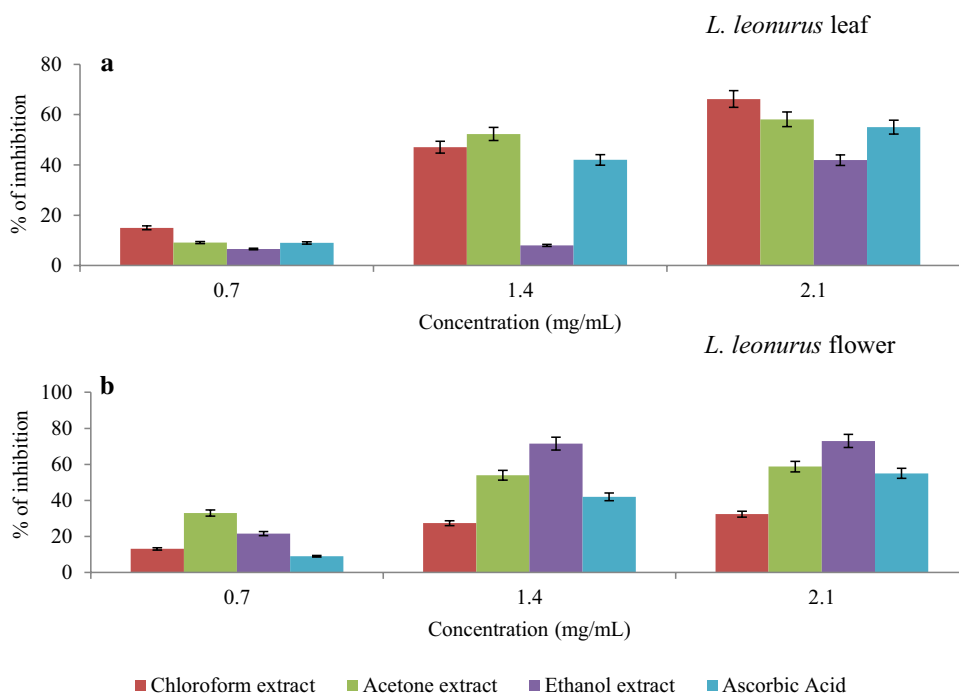 L. leonurus leaf
a
80
60
40
20
0
% of innhibition
0.7 1.4 2.1
Concentration (mg/mL)
L. leonurus flower
b
100
80
60
40
20
0
% of inhibition
0.7 1.4 2.1
Concentration (mg/mL)
Chloroform extract Acetone extract Ethanol extract Ascorbic Acid